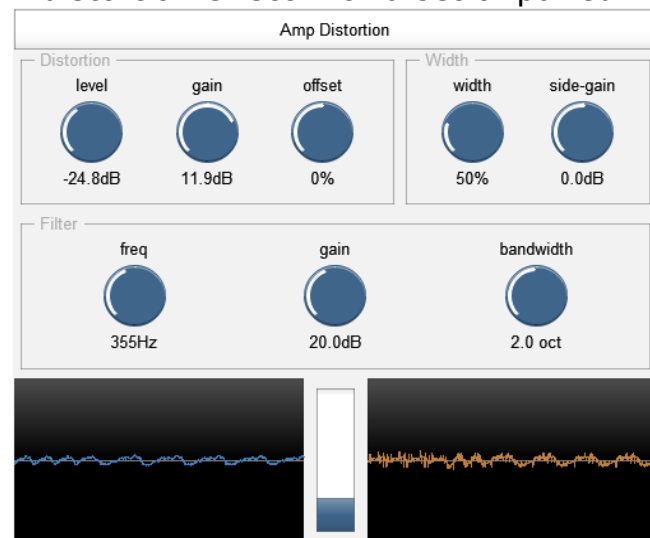 Amp Distortion
Distortion
Width
level gain offset
width side-gain
-24.8dB 11.9dB 0%
50% 0.0dB
Filter
freq gain bandwidth
355Hz 20.0dB 2.0 oct